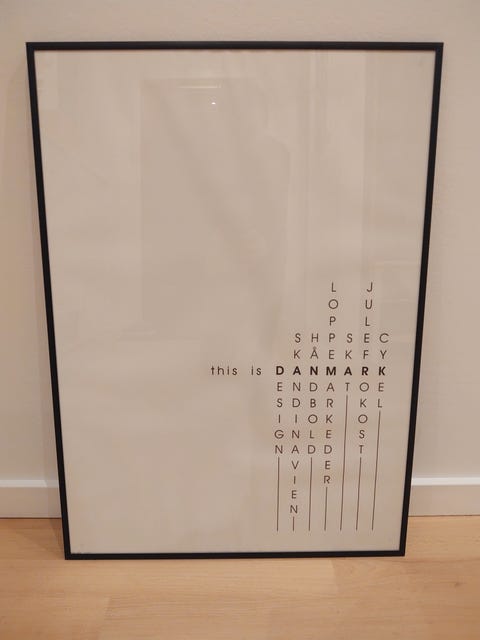 this is DANMARK
DESIGN
SKANDINAVIEN
HÅNDBOLD
LOPPEMARKEDER
SKAT
JULEFROKOST
CYKEL